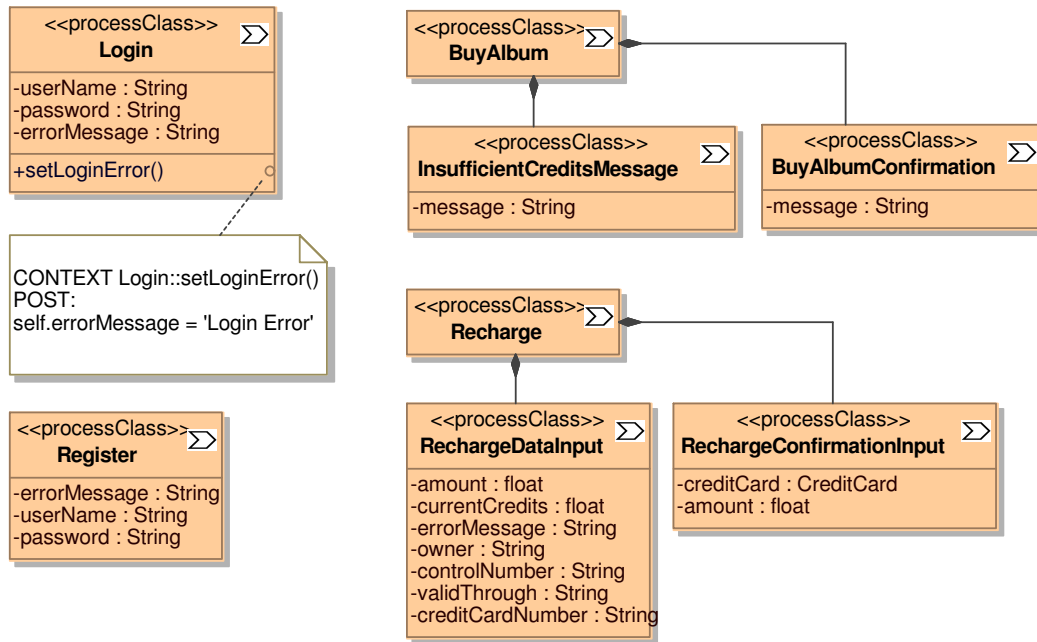 <<processClass>>
Login
-userName : String
-password : String
-errorMessage : String
+setLoginError()
CONTEXT Login::setLoginError()
POST:
self.errorMessage = 'Login Error'
<<processClass>>
Register
-errorMessage : String
-userName : String
-password : String
<<processClass>>
BuyAlbum
<<processClass>>
InsufficientCreditsMessage
-message : String
<<processClass>>
BuyAlbumConfirmation
-message : String
<<processClass>>
Recharge
<<processClass>>
RechargeDataInput
-amount : float
-currentCredits : float
-errorMessage : String
-owner : String
-controlNumber : String
-validThrough : String
-creditCardNumber : String
<<processClass>>
RechargeConfirmationInput
-creditCard : CreditCard
-amount : float